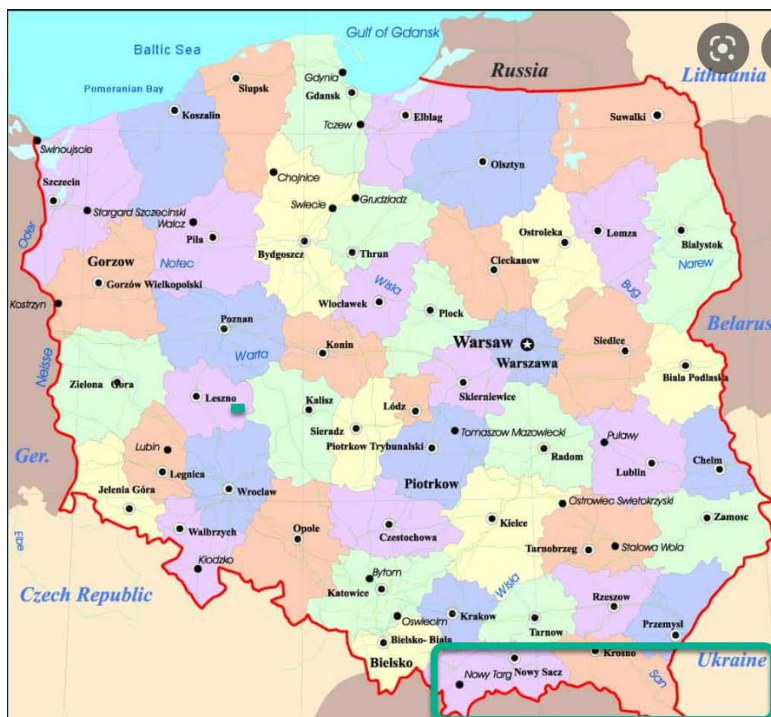 Gulf of Gdansk
Baltic Sea
Russia
Lithuania
Gdynia
Slupsk
Gdansk
Pomeranian Bay
Koszalin
Elblag
Suwalki
Tczew
Swinoujscie
Olsztyn
Szczecin
Chojnice
Stargard Szczecinski
Swiecie
Grudziadz
Walcz
Pila
Oder
Ostroleka
Lomza
Bialystok
Bydgoszcz
Thrun
Gorzow
Notec
Cieckanow
Narew
Gorzów Wielkopolski
Wisla
Bug
Kostrzyn
Wloclawek
Plock
Poznan
Belarus
Warsaw
Konin
Siedlce
Warta
Warszawa
Neisse
Zielona Gora
Biala Podlaska
Leszno
Skierniewice
Kalisz
Lódz
Sieradz
Tomaszow Mazowiecki
Pulawy
Piotrkow Trybunalski
Lubin
Ger.
Radom
Chelm
Legnica
Lublin
Piotrkow
Jelenia Góra
Wroclaw
Ostrowiec Swietokrzyski
Zamosc
Kielce
Walbrzych
Opole
Czestochowa
Elbe
Tarnobrzeg
Stalowa Wola
Klodzko
Bytom
Czech Republic
Katowice
Wisla
Rzeszow
Oswiecim
Krakow
Tarnow
Przemysl
Bielsko- Biala
Krosno
Bielsko
Ukraine
Nowy Targ
Nowy Sacz
San